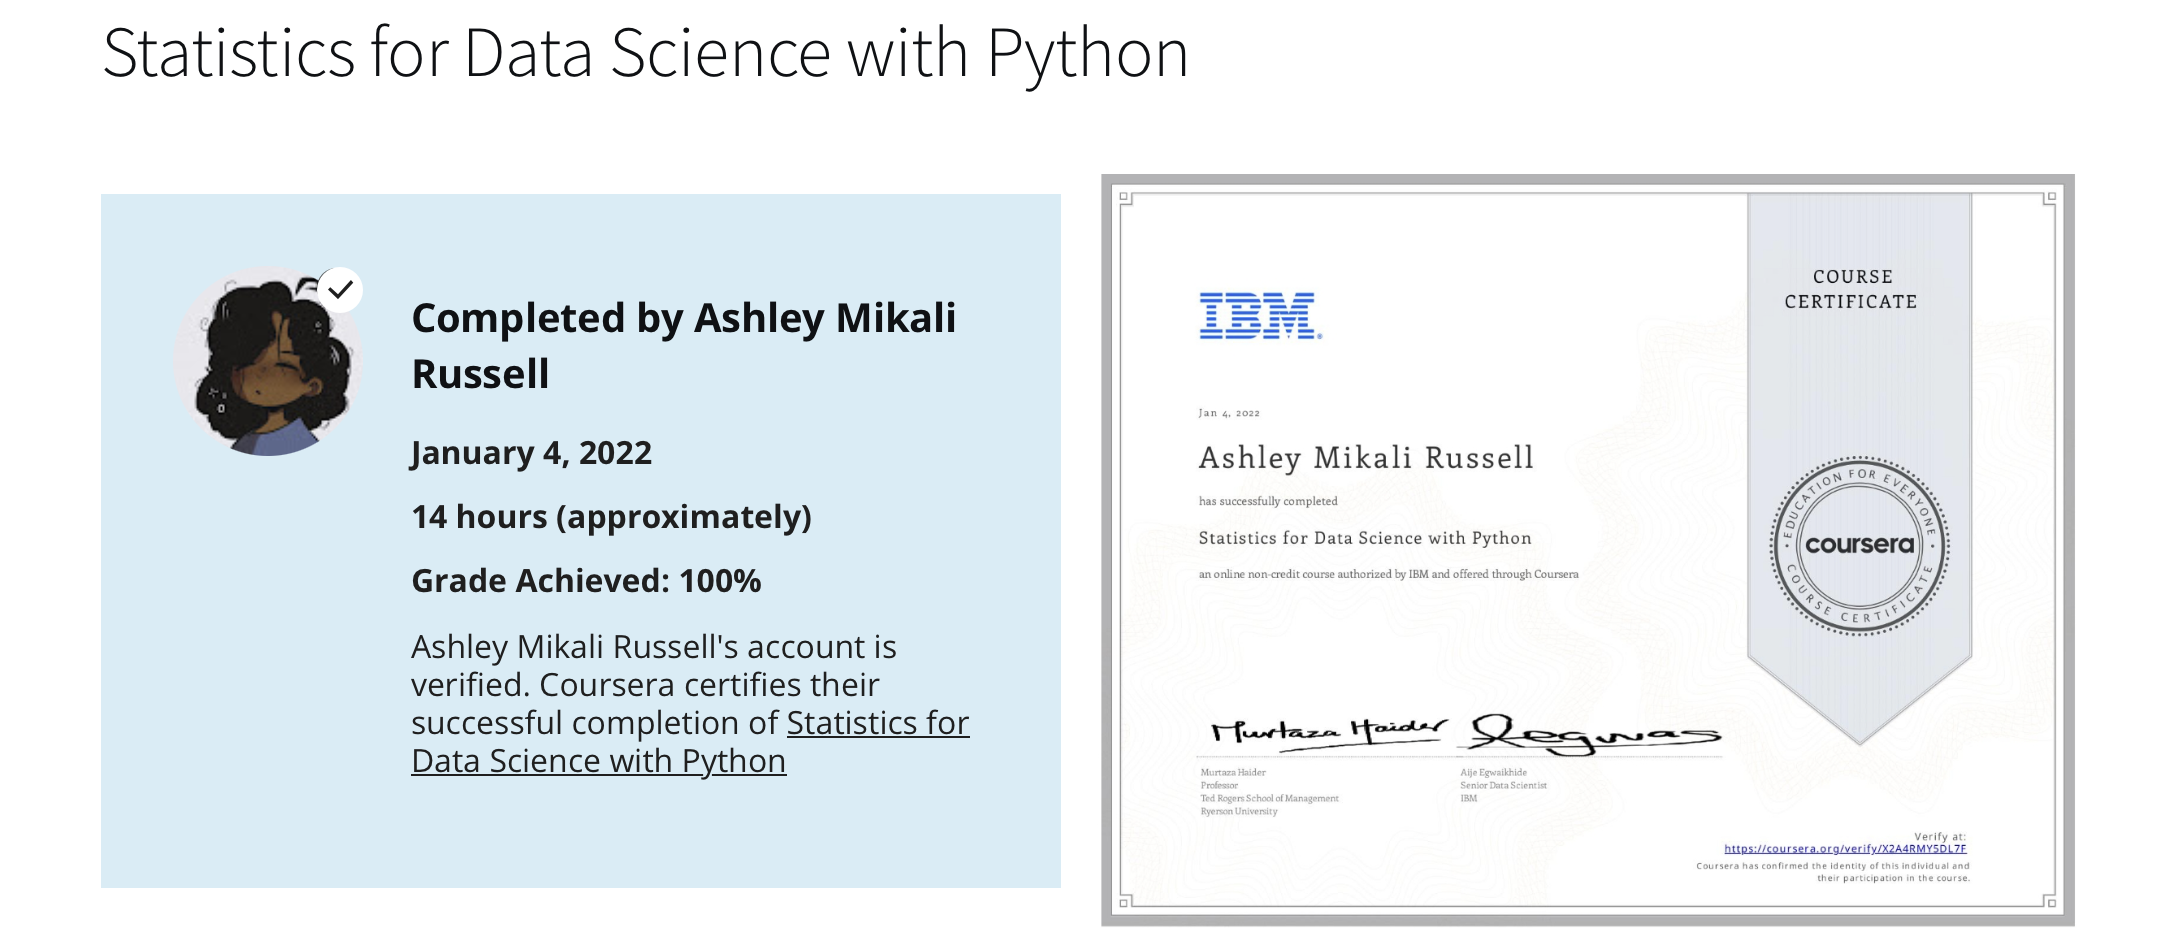 Statistics for Data Science with Python
Completed by Ashley Mikali
Russell
January 4, 2022
14 hours (approximately)
Grade Achieved: 100%
Ashley Mikali Russell's account is
verified. Coursera certifies their
successful completion of Statistics for
Data Science with Python
IBM
Jan 4, 2022
Ashley Mikali Russell
has successfully completed
Statistics for Data Science with Python
an online non-credit course authorized by IBM and offered through Coursera
Murtaza Haider
Murtaza Haider
Professor
Ted Rogers School of Management
Ryerson University
Aije Egwaikhide
Senior Data Scientist
IBM
COURSE
CERTIFICATE
EDUCATION FOR EVERYONE
coursera
COURSE CERTIFICATE
Verify at:
https://coursera.org/verify/X2A4RMY5DL7F
Coursera has confirmed the identity of this individual and
their participation in the course.